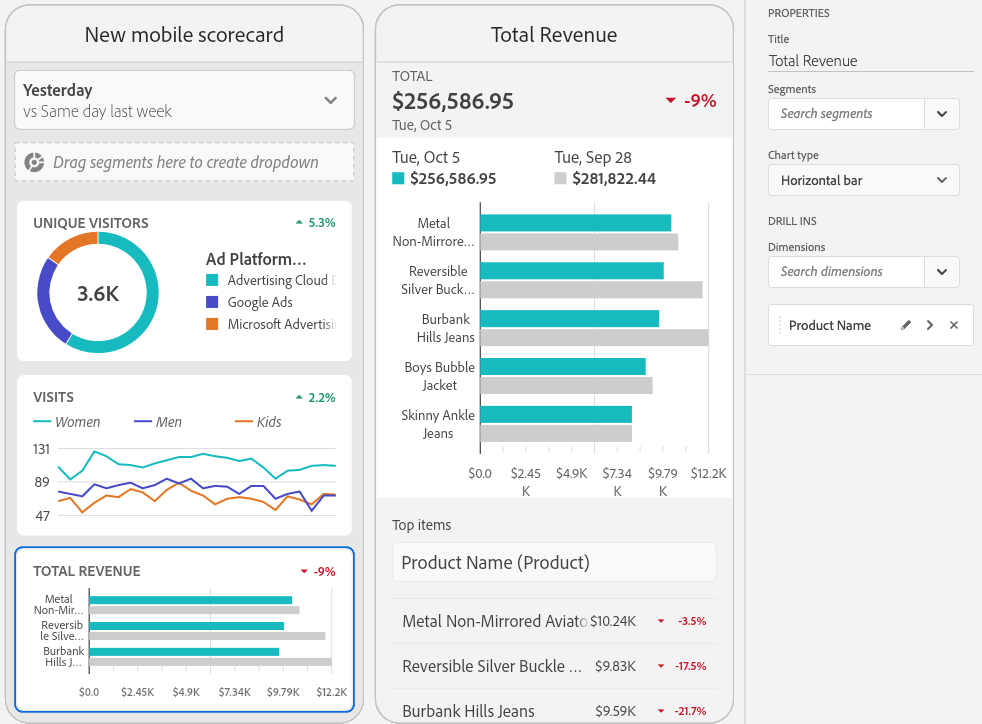 New mobile scorecard
Yesterday
vs Same day last week
Drag segments here to create dropdown
UNIQUE VISITORS
5.3%
3.6K
Ad Platform...
Advertising Cloud
Google Ads
Microsoft Advertisi
VISITS
2.2%
Women
Men
Kids
131
89
47
TOTAL REVENUE
-9%
Metal
Non-Mir...
Reversib
le Silve...
Burbank
Hills J...
$0.0 $2.45K $4.9K $7.34K $9.79K $12.2K
Total Revenue
TOTAL
$256,586.95
-9%
Tue, Oct 5
Tue, Oct 5
$256,586.95
Tue, Sep 28
$281,822.44
Metal
Non-Mirrore...
Reversible
Silver Buck...
Burbank
Hills Jeans
Boys Bubble
Jacket
Skinny Ankle
Jeans
$0.0 $2.45 $4.9K $7.34 $9.79 $12.2K
K K K
Top items
Product Name (Product)
Metal Non-Mirrored Aviato $10.24K -3.5%
Reversible Silver Buckle ... $9.83K -17.5%
Burbank Hills Jeans $9.59K -21.7%
PROPERTIES
Title
Total Revenue
Segments
Search segments
Chart type
Horizontal bar
DRILL INS
Dimensions
Search dimensions
Product Name